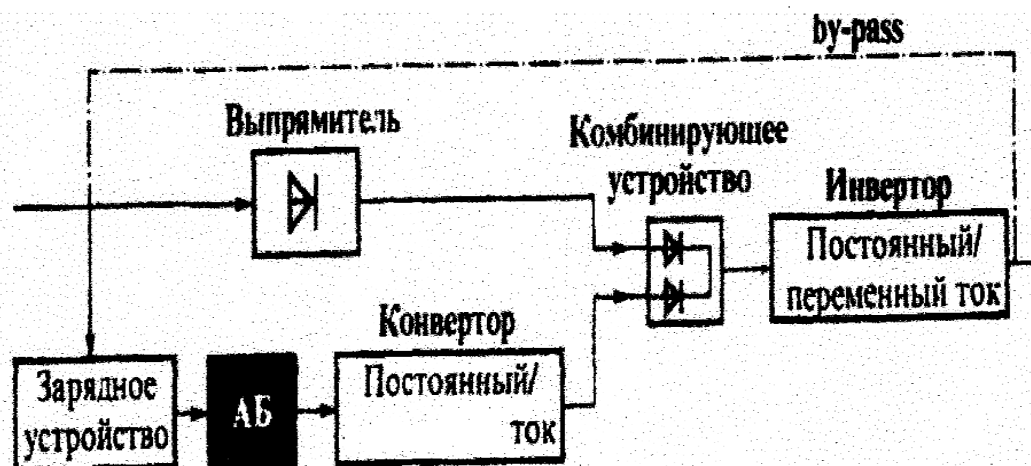 by-pass
Выпрямитель
Комбинирующее
устройство
Инвертор
Постоянный/
переменный ток
Конвертор
Постоянный/
ток
Зарядное
устройство
АБ